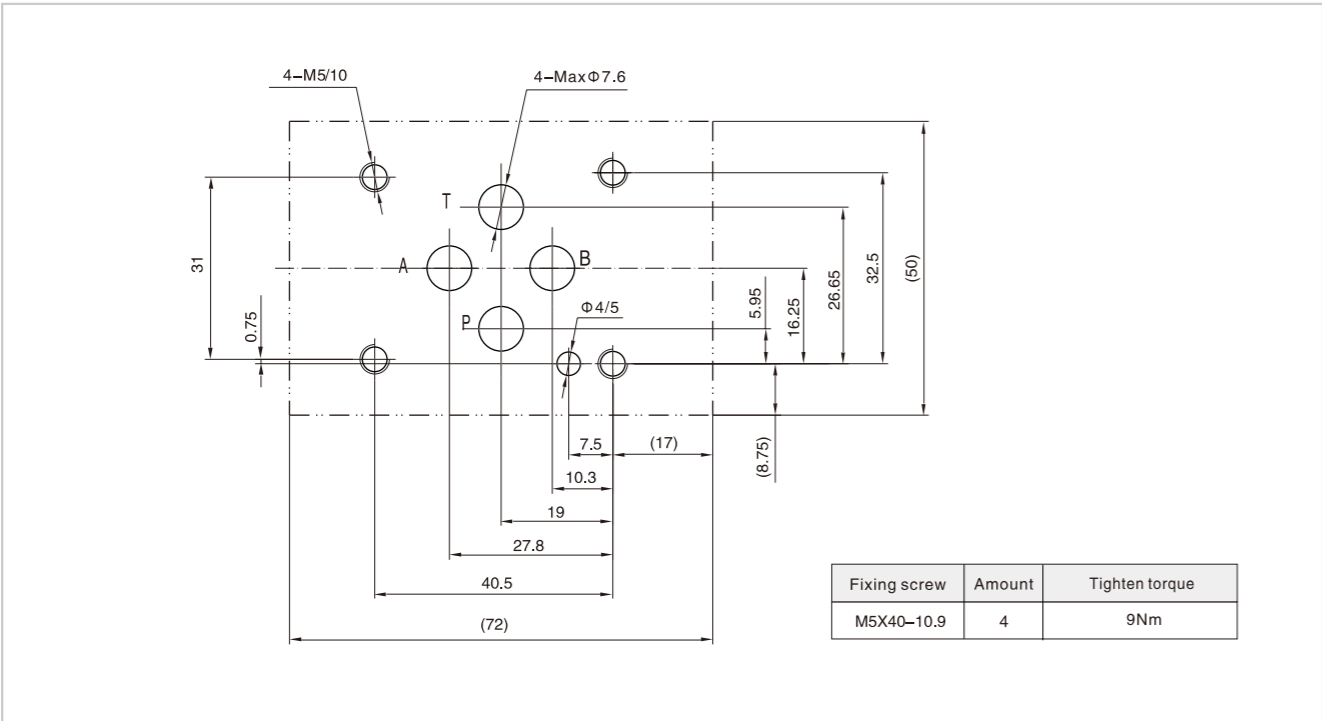 4–M5/10
4–MaxΦ7.6
T
A
B
P
Φ4/5
31
0.75
5.95
16.25
26.65
32.5
(50)
(8.75)
7.5
(17)
10.3
19
27.8
40.5
(72)
Fixing screw Amount Tighten torque
M5X40–10.9 4 9Nm